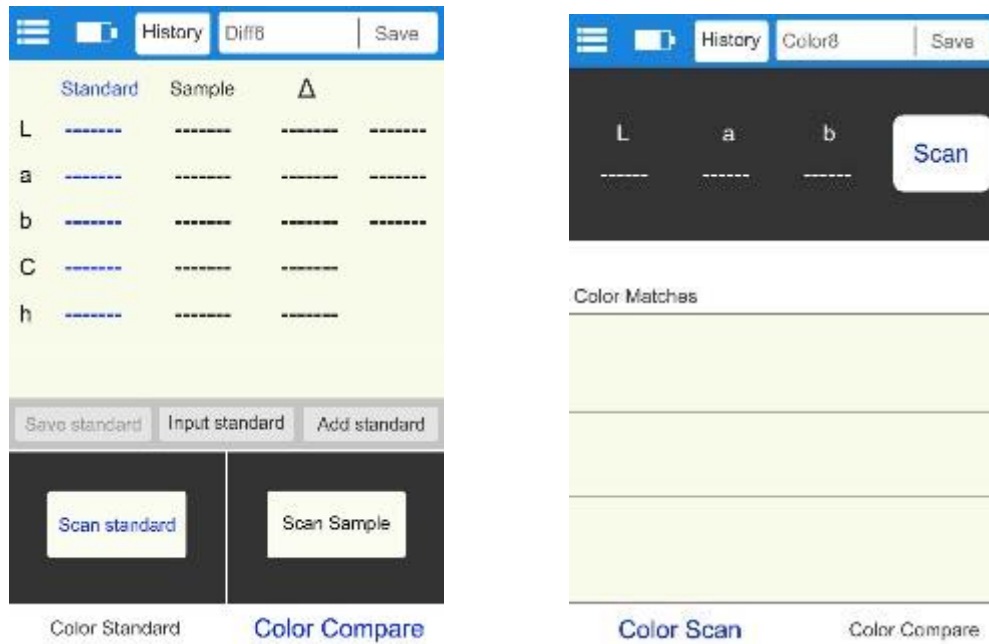 History Diff6 Save
Standard Sample Δ
L ------- ------- ------- -------
a ------- ------- ------- -------
b ------- ------- ------- -------
C ------- ------- -------
h ------- ------- -------
Save standard Input standard Add standard
Scan standard Scan Sample
Color Standard Color Compare
History Color8 Save
L a b
Scan
------ ------ ------
Color Matches
Color Scan Color Compare